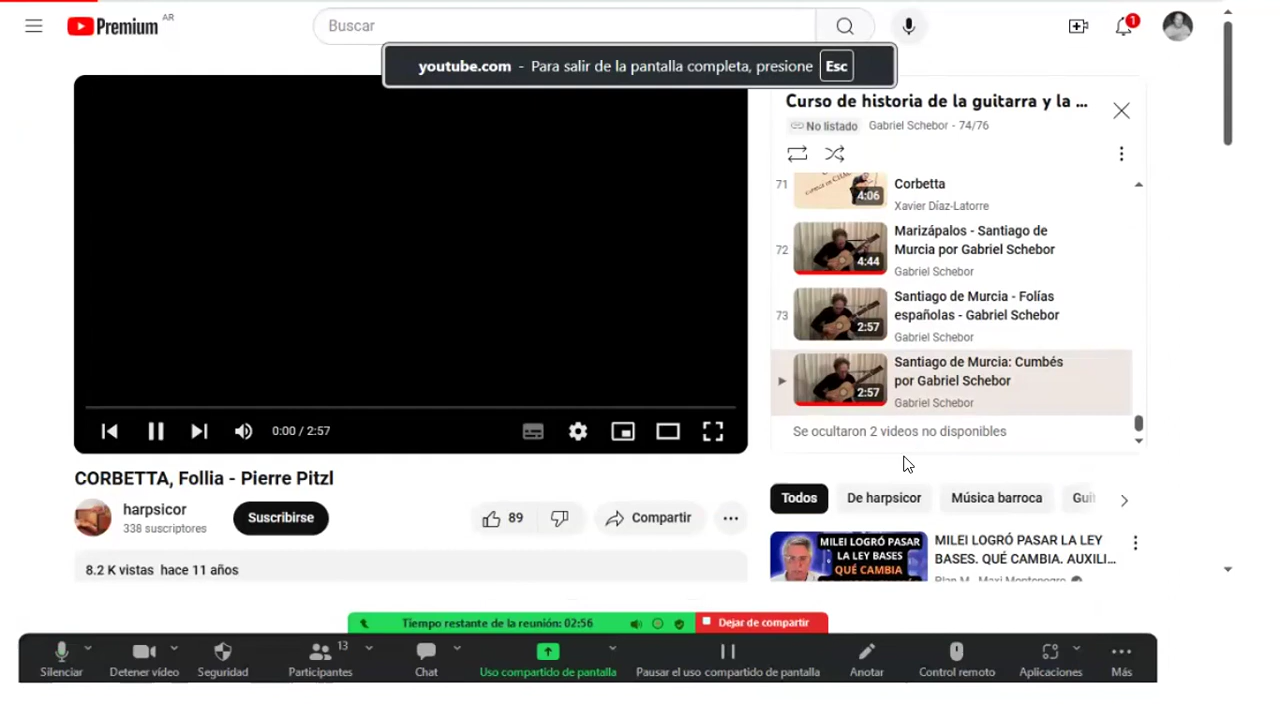 Premium AR
Buscar
1
youtube.com - Para salir de la pantalla completa, presione Esc
Curso de historia de la guitarra y la ...
No listado Gabriel Schebor - 74/76
71
4:06
Corbetta
Xavier Díaz-Latorre
72
4:44
Marizápalos - Santiago de
Murcia por Gabriel Schebor
Gabriel Schebor
73
2:57
Santiago de Murcia - Folías
españolas - Gabriel Schebor
Gabriel Schebor
2:57
Santiago de Murcia: Cumbés
por Gabriel Schebor
Gabriel Schebor
Se ocultaron 2 videos no disponibles
0:00 / 2:57
CORBETTA, Follia - Pierre Pitzl
harpsicor
338 suscriptores
Suscribirse
89
Compartir
8.2 K vistas hace 11 años
Todos De harpsicor Música barroca Gui
MILEI LOGRÓ PASAR
LA LEY BASES
QUÉ CAMBIA
MILEI LOGRÓ PASAR LA LEY
BASES. QUÉ CAMBIA. AUXILI...
Plan M - Maxi Montenegro
Tiempo restante de la reunión: 02:56
Dejar de compartir
Silenciar
Detener vídeo
Seguridad
13
Participantes
Chat
Uso compartido de pantalla
Pausar el uso compartido de pantalla
Anotar
Control remoto
Aplicaciones
Más